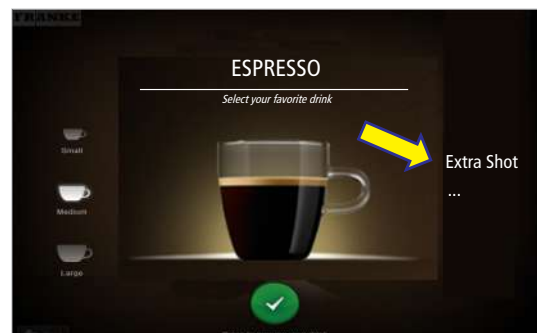 FRANKE
ESPRESSO
Select your favorite drink
Small
Medium
Large
Extra Shot
...